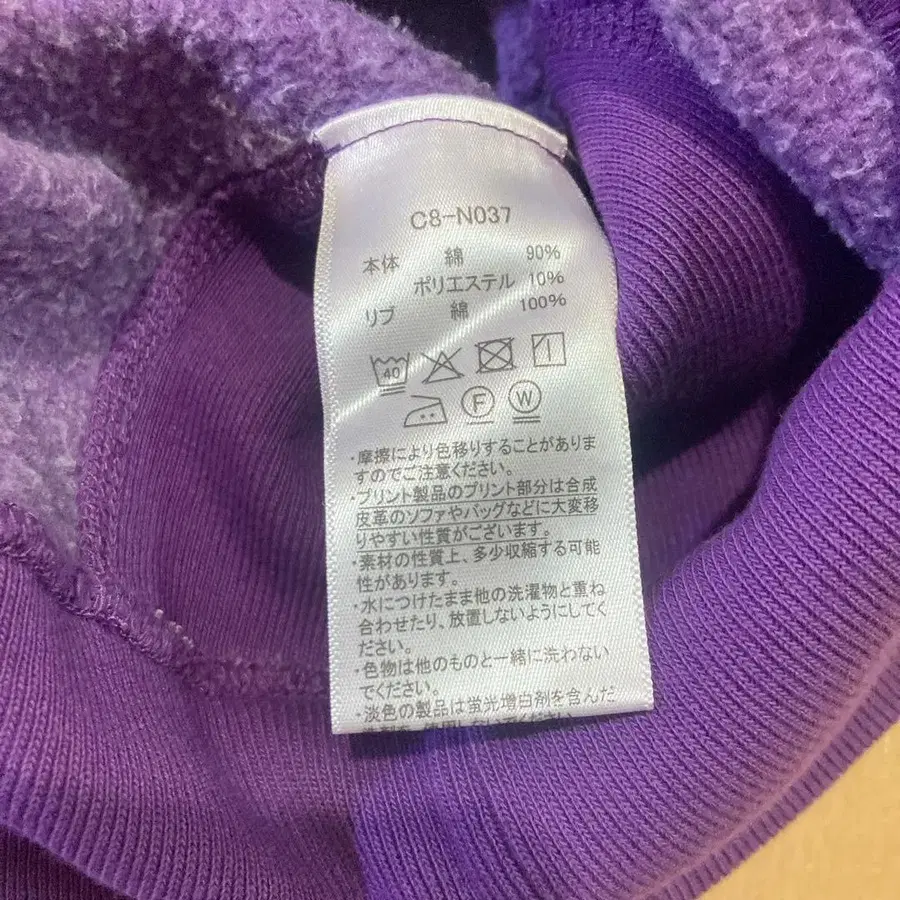 C8-N037
本体 綿 90%
ポリエステル 10%
リブ 綿 100%
40
F W
・摩擦により色移りすることがありま
すのでご注意ください。
・プリント製品のプリント部分は合成
皮革のソファやバッグなどに大変移
りやすい性質がございます。
・素材の性質上、多少収縮する可能
性があります。
・水につけたまま他の洗濯物と重ね
合わせたり、放置しないようにしてく
ださい。
・色物は他のものと一緒に洗わない
でください。
・淡色の製品は蛍光増白剤を含んだ